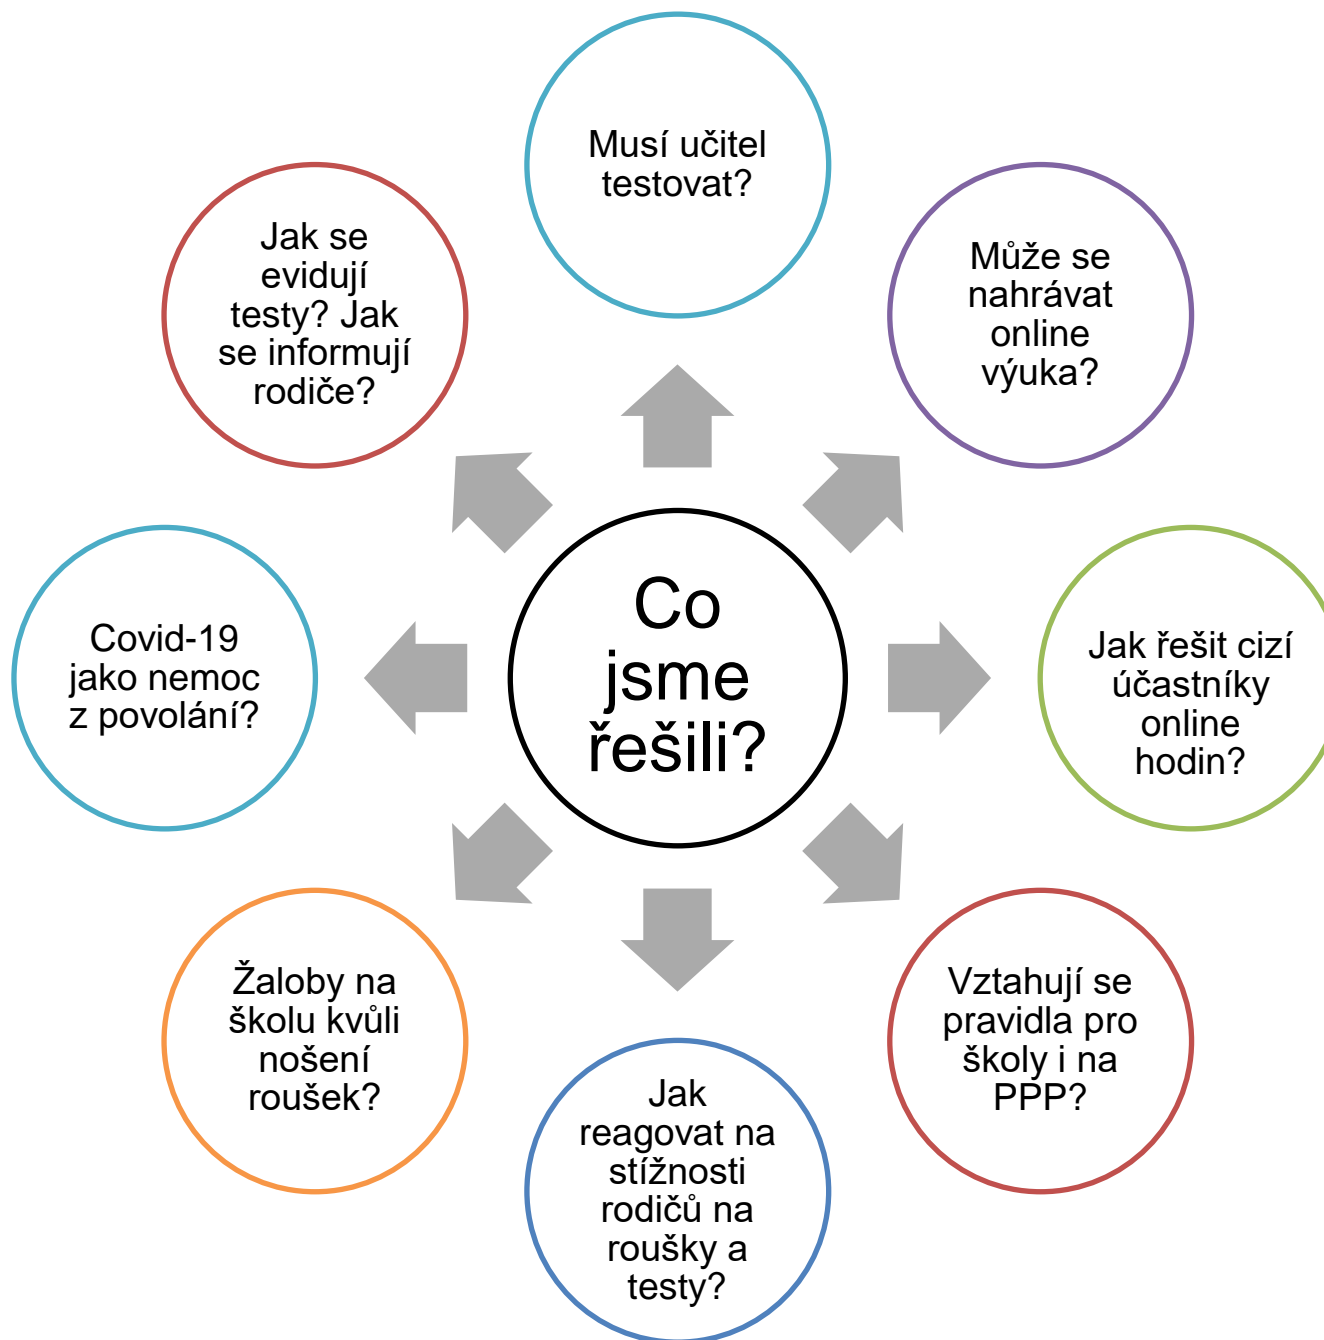 Musí učitel
testovat?
Může se
nahrávat
online
výuka?
Jak řešit cizí
účastníky
online
hodin?
Vztahují se
pravidla pro
školy i na
PPP?
Jak
reagovat na
stížnosti
rodičů na
roušky a
testy?
Žaloby na
školu kvůli
nošení
roušek?
Covid-19
jako nemoc
z povolání?
Jak se
evidují
testy? Jak
se informují
rodiče?
Co
jsme
řešili?